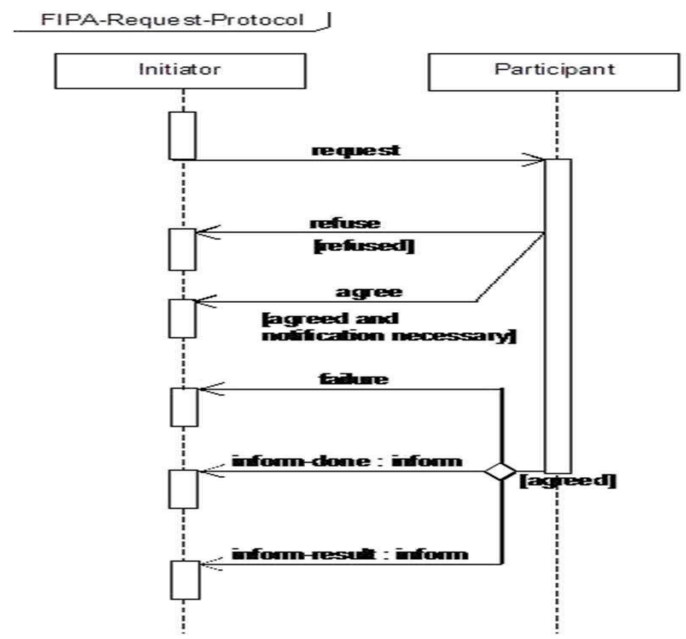 FIPA-Request-Protocol
Initiator
Participant
request
refuse
[refused]
agree
[agreed and
notification necessary]
failure
inform-done : inform
[agreed]
inform-result : inform